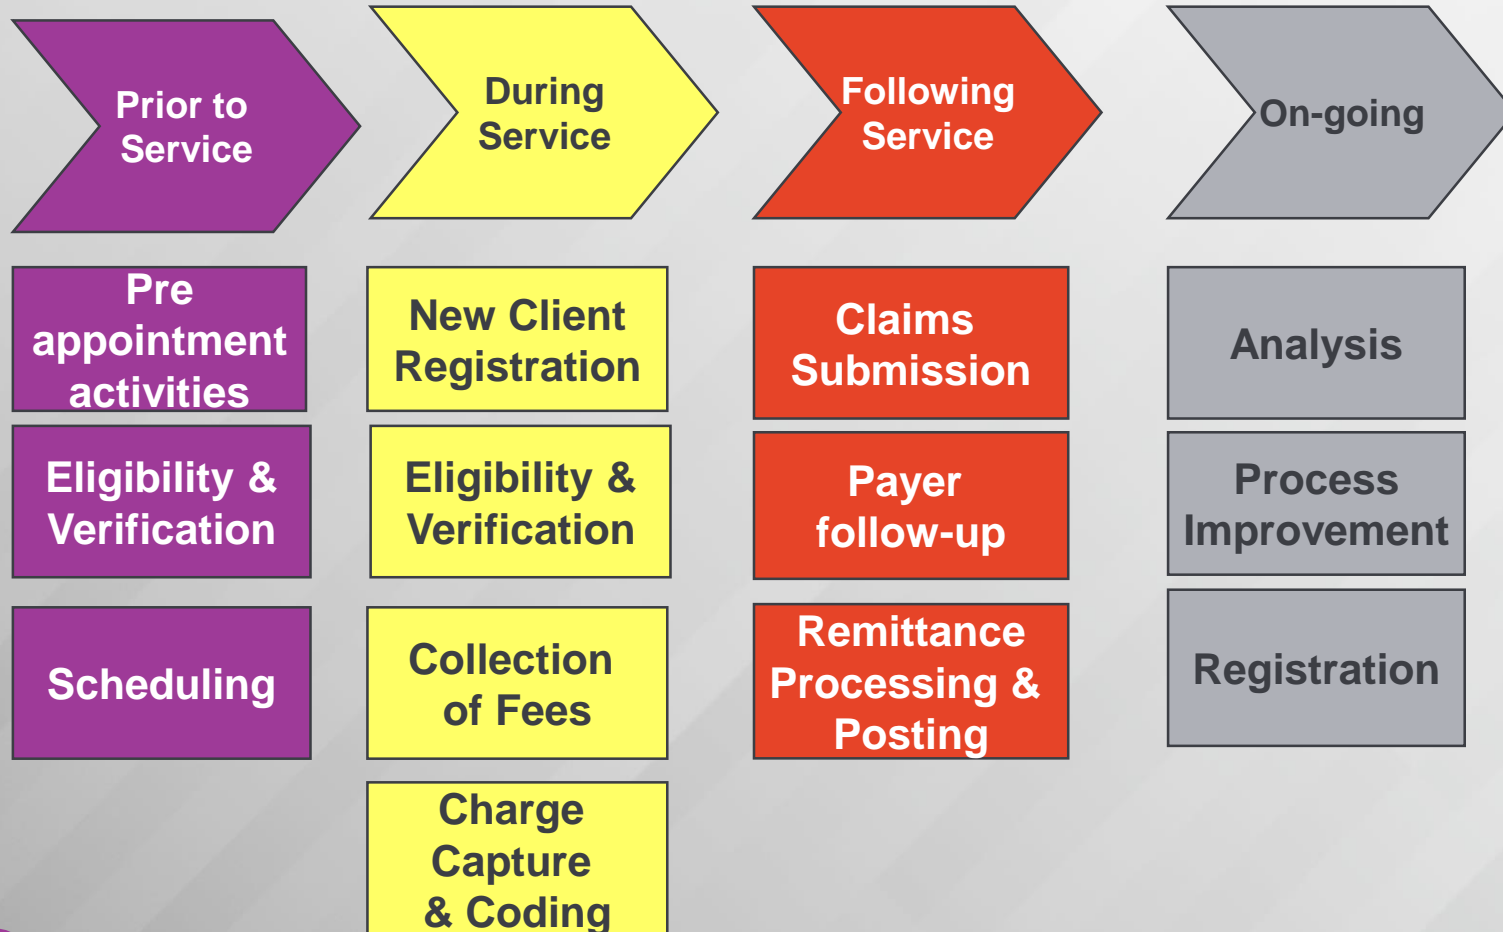 Prior to
Service
During
Service
Following
Service
On-going
Pre
appointment
activities
Eligibility &
Verification
Scheduling
New Client
Registration
Eligibility &
Verification
Collection
of Fees
Charge
Capture
& Coding
Claims
Submission
Payer
follow-up
Remittance
Processing &
Posting
Analysis
Process
Improvement
Registration